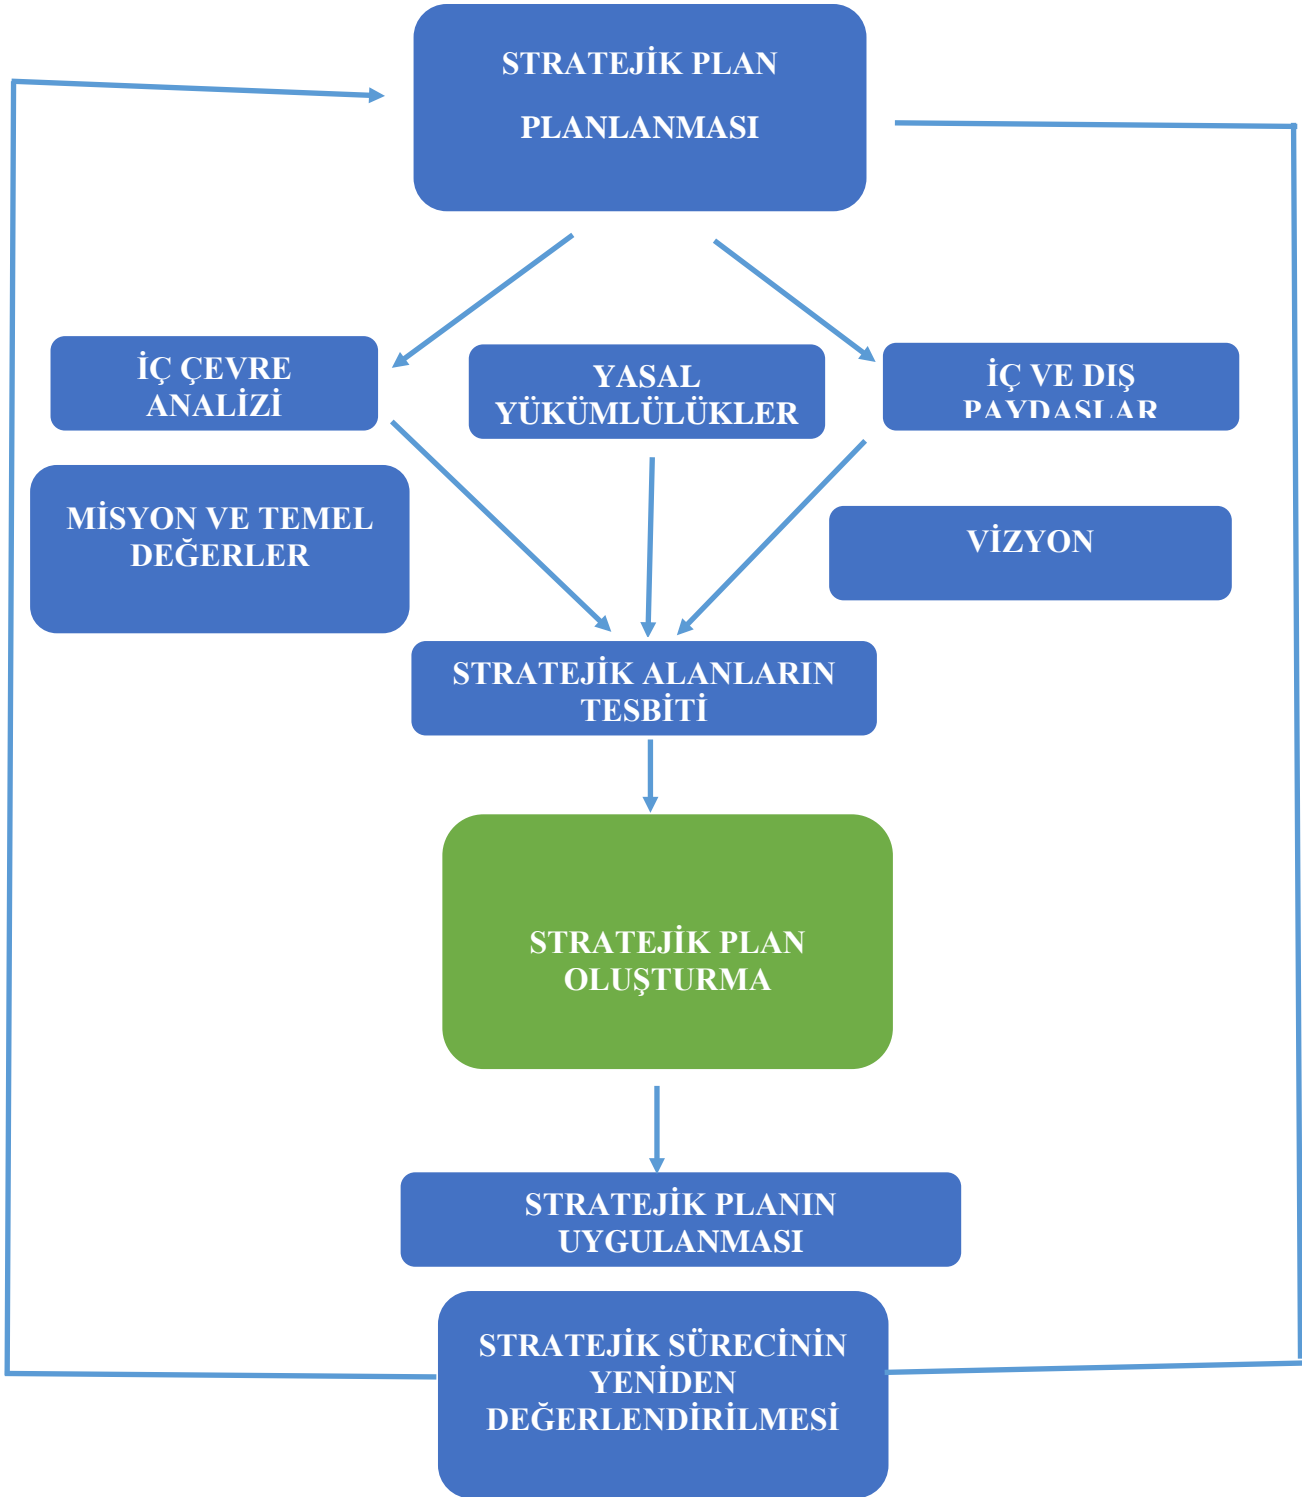 STRATEJİK PLAN
PLANLANMASI
İÇ ÇEVRE
ANALİZİ
YASAL
YÜKÜMLÜLÜKLER
İÇ VE DIŞ
PAYDAŞLAR
MİSYON VE TEMEL
DEĞERLER
VİZYON
STRATEJİK ALANLARIN
TESBİTİ
STRATEJİK PLAN
OLUŞTURMA
STRATEJİK PLANIN
UYGULANMASI
STRATEJİK SÜRECİNİN
YENİDEN
DEĞERLENDİRİLMESİ